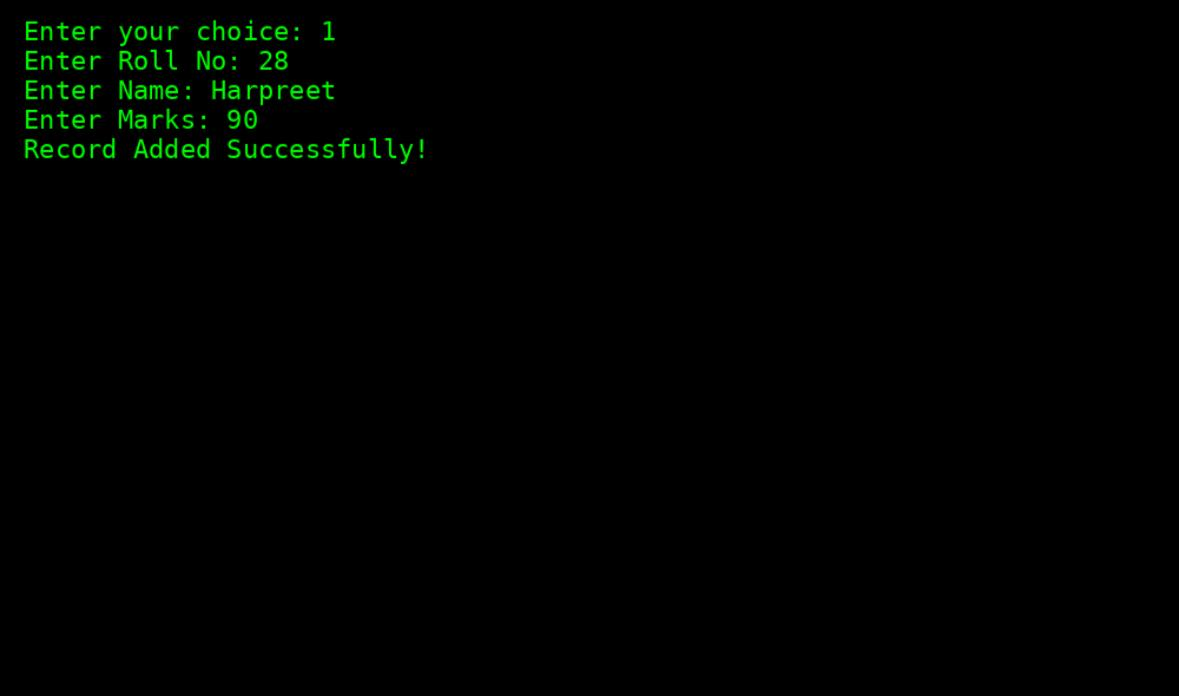 Enter your choice: 1
Enter Roll No: 28
Enter Name: Harpreet
Enter Marks: 90
Record Added Successfully!